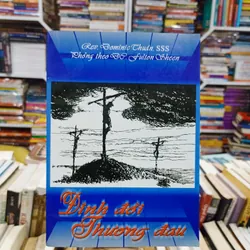 Rev. Dominic Thuần, SSS
Phỏng theo ĐC Fulton Sheen
Đỉnh đồi
Thương đau